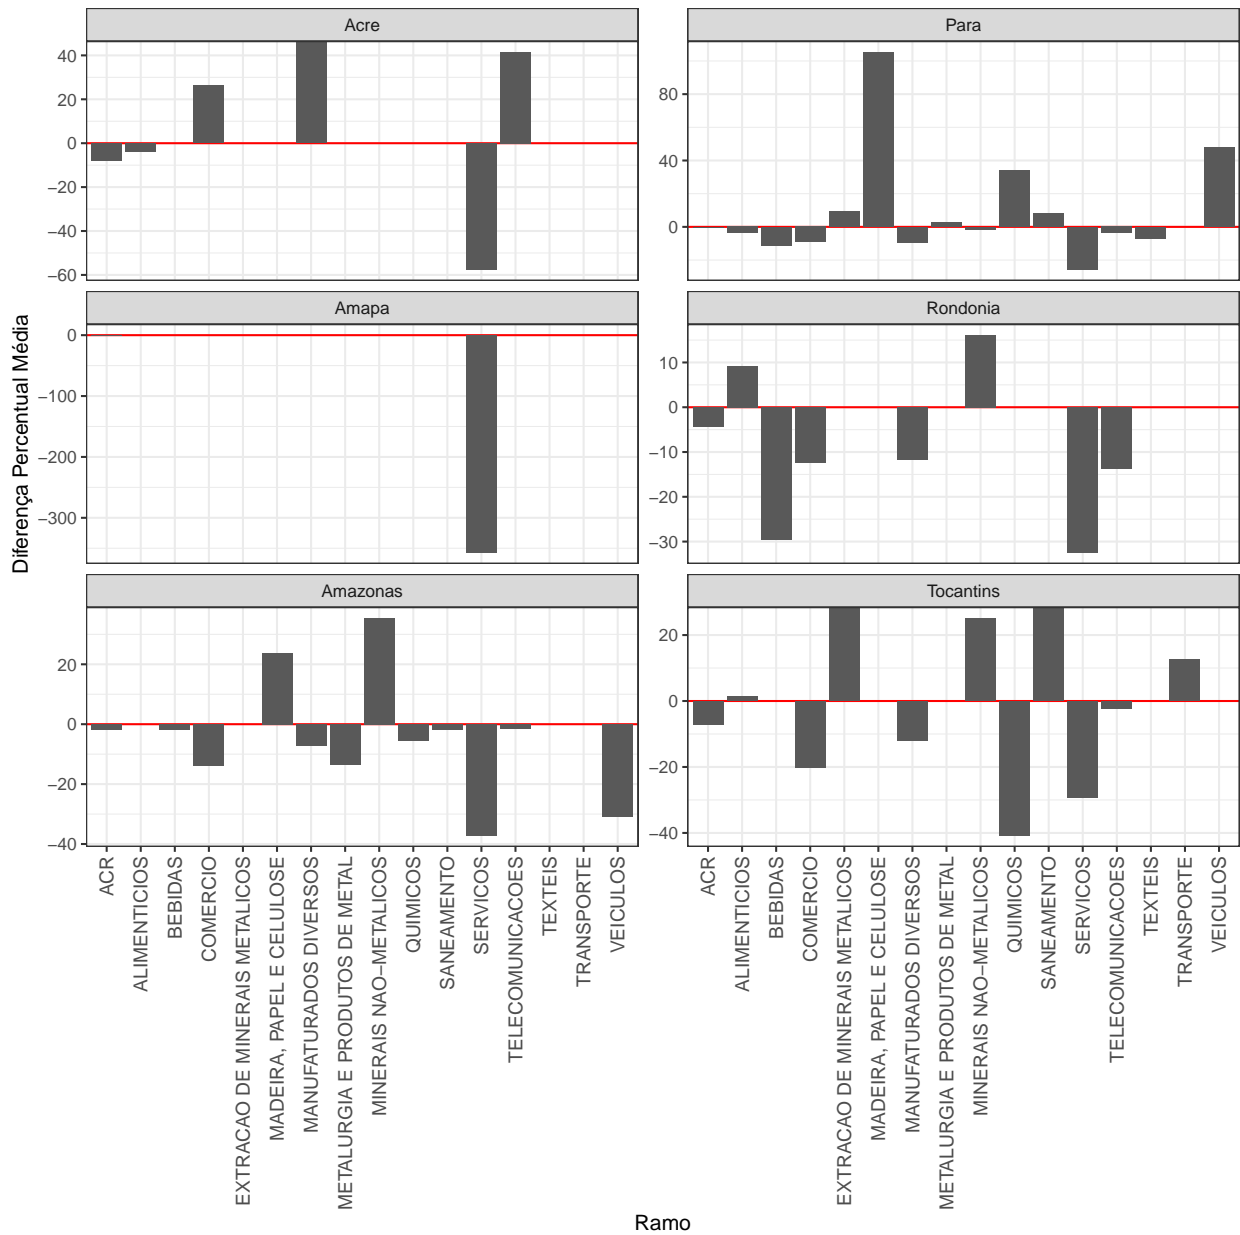 Acre
Para
40
20
0
−20
−40
−60
80
40
0
Amapa
Rondonia
0
−100
−200
−300
10
0
−10
−20
−30
Amazonas
Tocantins
20
0
−20
−40
20
0
−20
−40
ACR
ALIMENTICIOS
BEBIDAS
COMERCIO
EXTRACAO DE MINERAIS METALICOS
MADEIRA, PAPEL E CELULOSE
MANUFATURADOS DIVERSOS
METALURGIA E PRODUTOS DE METAL
MINERAIS NAO−METALICOS
QUIMICOS
SANEAMENTO
SERVICOS
TELECOMUNICACOES
TEXTEIS
TRANSPORTE
VEICULOS
ACR
ALIMENTICIOS
BEBIDAS
COMERCIO
EXTRACAO DE MINERAIS METALICOS
MADEIRA, PAPEL E CELULOSE
MANUFATURADOS DIVERSOS
METALURGIA E PRODUTOS DE METAL
MINERAIS NAO−METALICOS
QUIMICOS
SANEAMENTO
SERVICOS
TELECOMUNICACOES
TEXTEIS
TRANSPORTE
VEICULOS
Ramo
Diferença Percentual Média